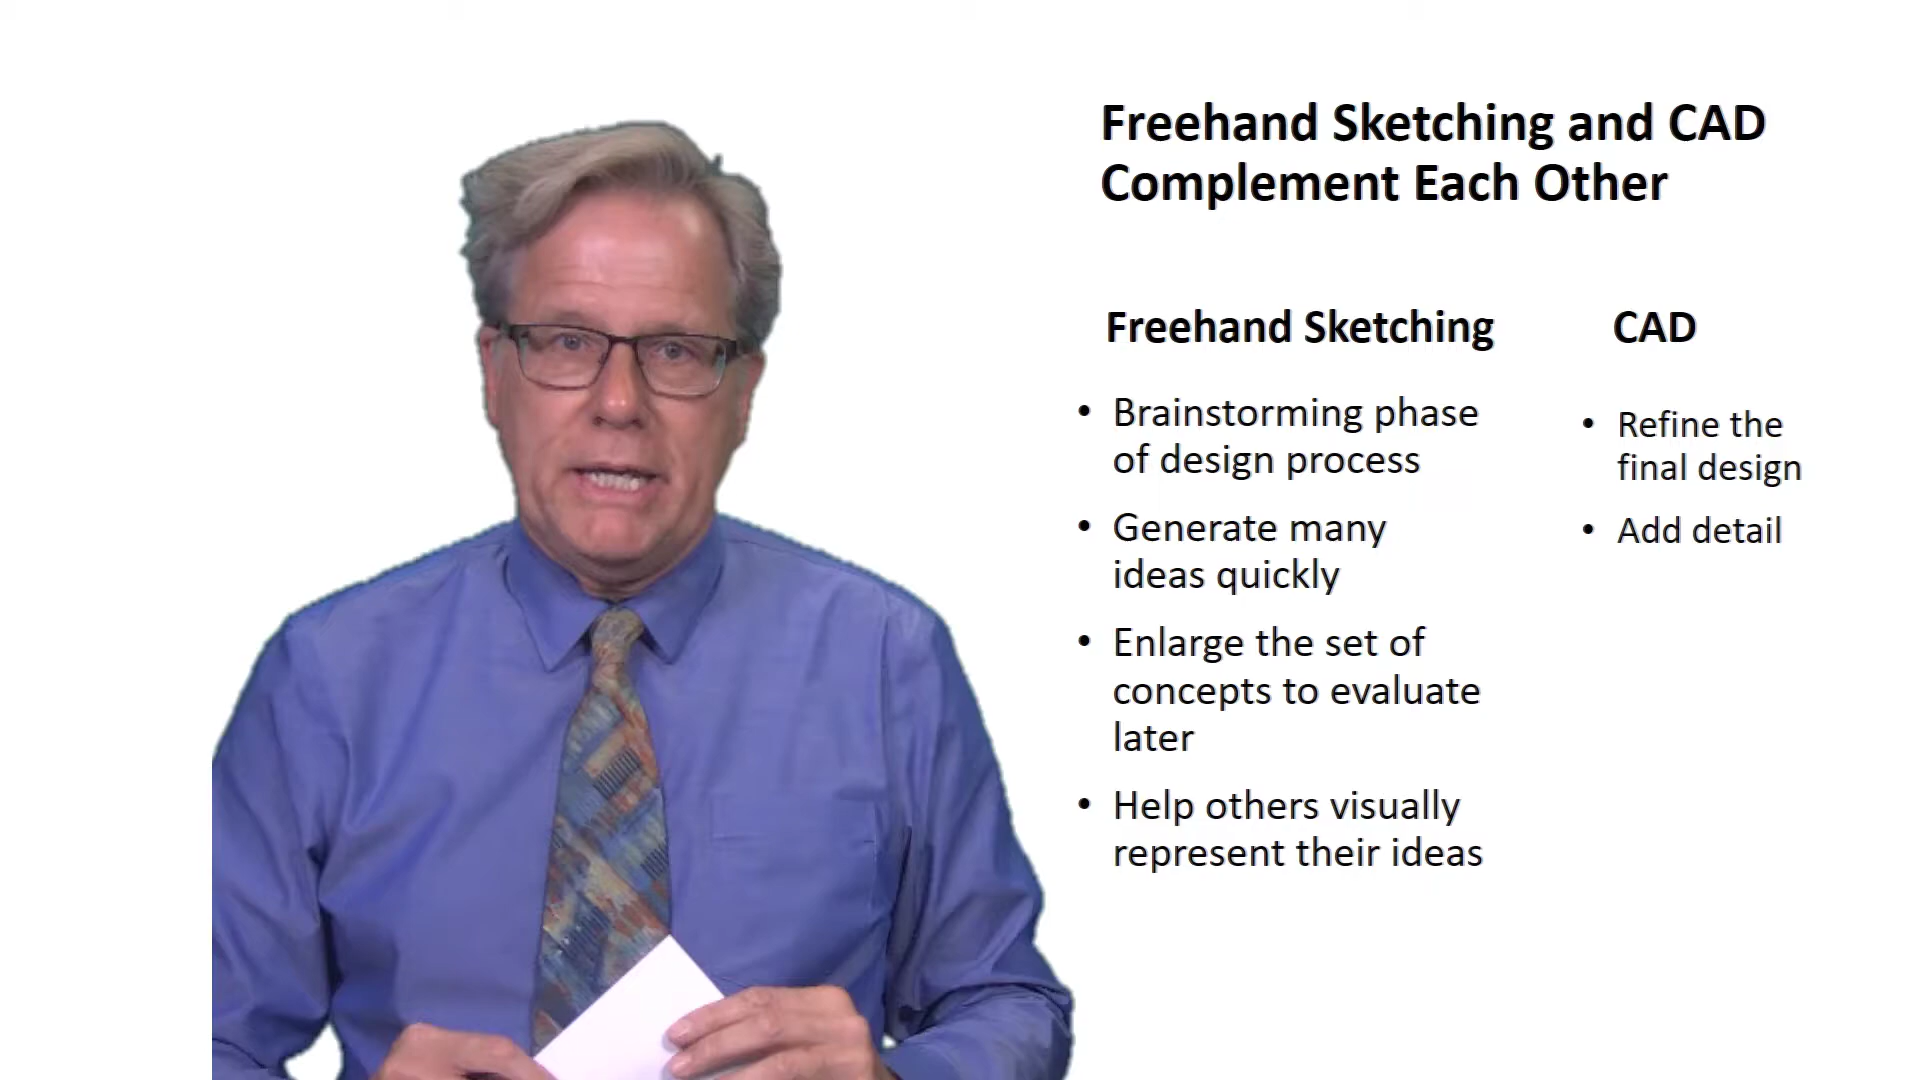 Freehand Sketching and CAD
Complement Each Other
Freehand Sketching
• Brainstorming phase
of design process
• Generate many
ideas quickly
• Enlarge the set of
concepts to evaluate
later
• Help others visually
represent their ideas
CAD
• Refine the
final design
• Add detail